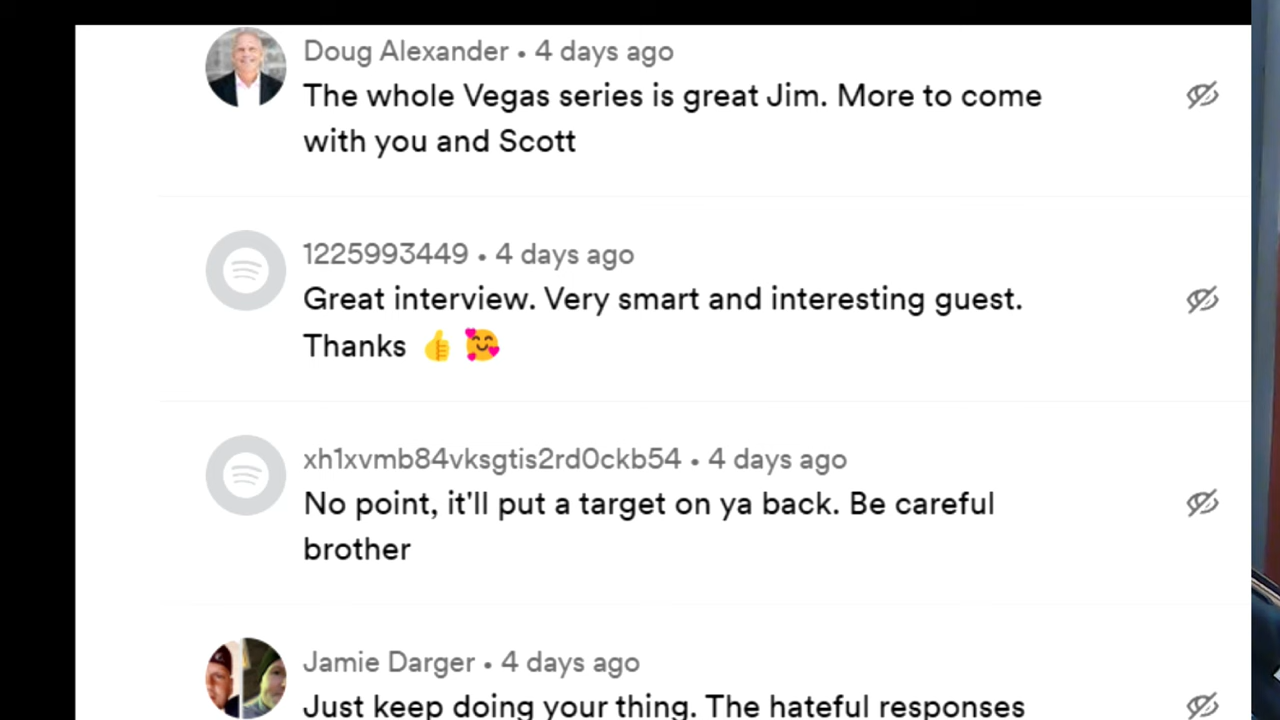 Doug Alexander • 4 days ago
The whole Vegas series is great Jim. More to come
with you and Scott
1225993449 • 4 days ago
Great interview. Very smart and interesting guest.
Thanks 👍 🥰
xh1xvmb84vksgtis2rd0ckb54 • 4 days ago
No point, it'll put a target on ya back. Be careful
brother
Jamie Darger • 4 days ago
Just keep doing your thing. The hateful responses